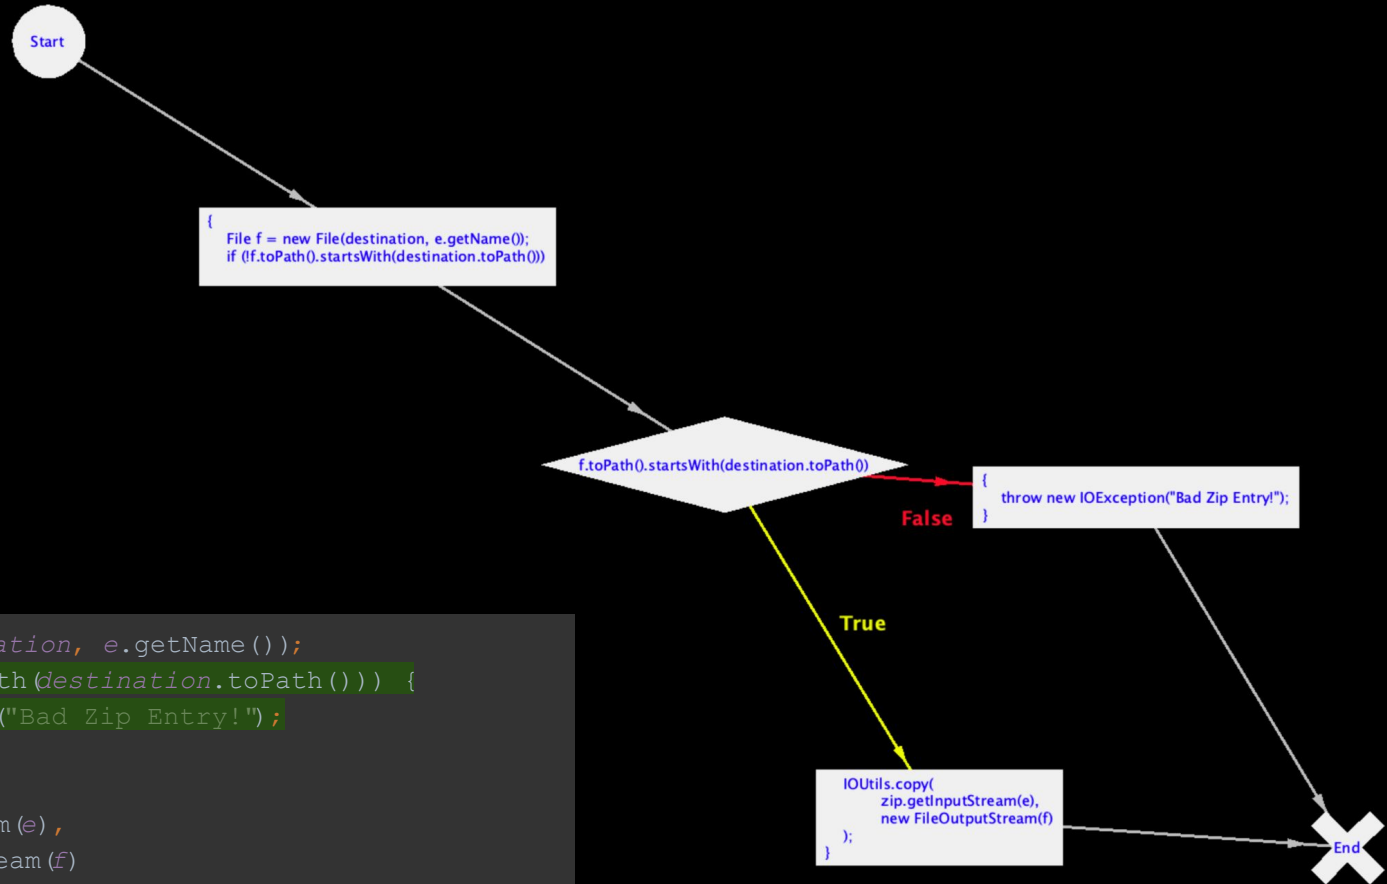 Start
{
File f = new File(destination, e.getName());
if (!f.toPath().startsWith(destination.toPath()))
f.toPath().startsWith(destination.toPath())
False
{
throw new IOException("Bad Zip Entry!");
}
True
ation, e.getName());
th(destination.toPath())) {
("Bad Zip Entry!");
m(e),
eam(f)
IOUtils.copy(
zip.getInputStream(e),
new FileOutputStream(f)
);
}
End